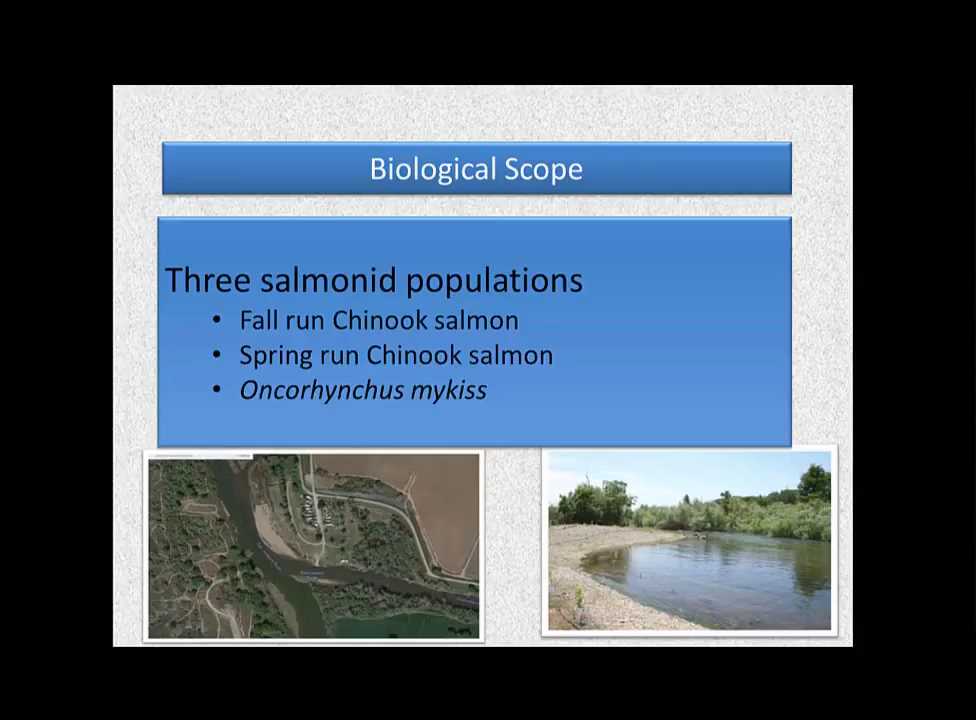 Biological Scope
Three salmonid populations
• Fall run Chinook salmon
• Spring run Chinook salmon
• Oncorhynchus mykiss